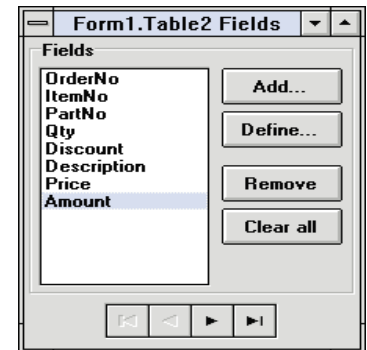 Form1.Table2 Fields
Fields
OrderNo
ItemNo
PartNo
Qty
Discount
Description
Price
Amount
Add...
Define...
Remove
Clear all